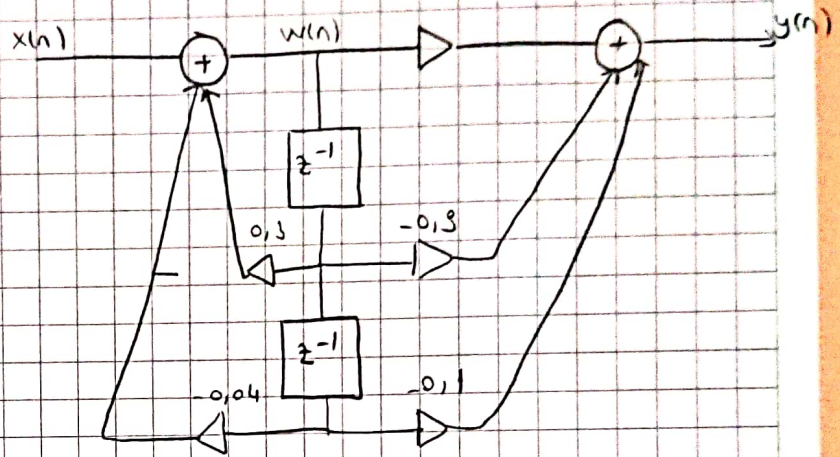 x(n)
w(n)
y(n)
+
+
z⁻¹
0,3
-0,9
z⁻¹
-0,04
-0,1